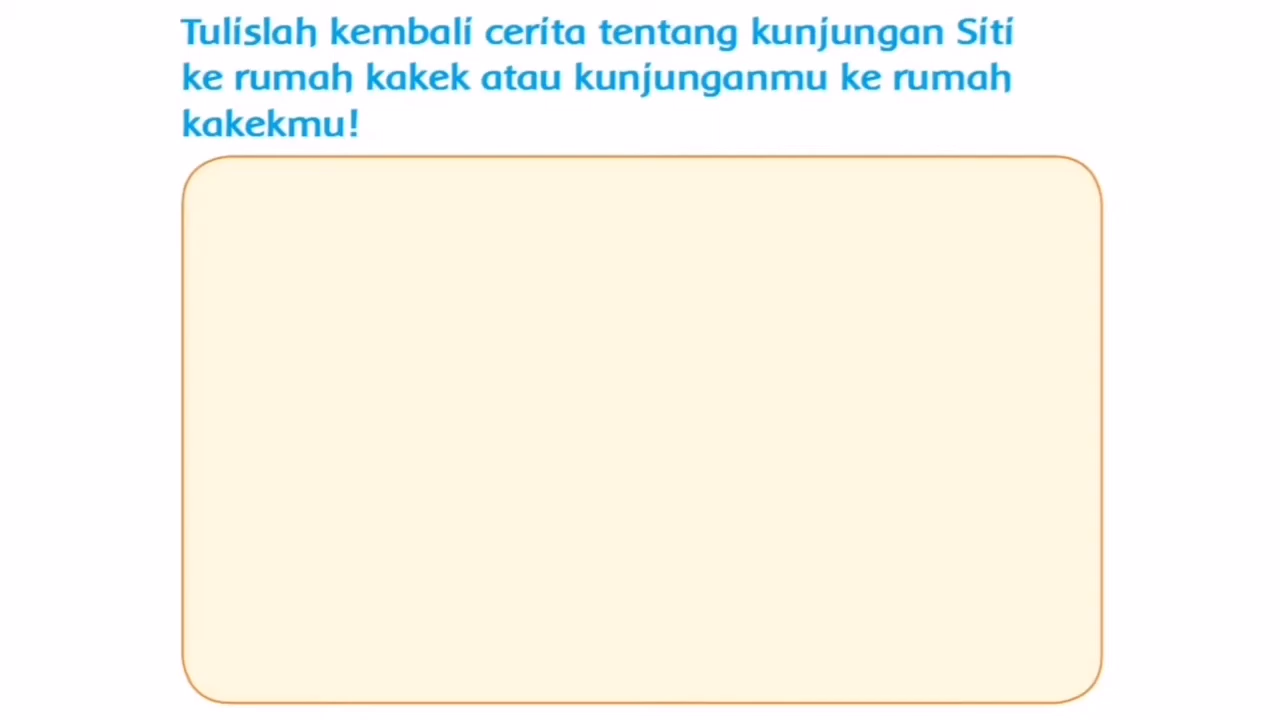 Tulislah kembali cerita tentang kunjungan Siti
ke rumah kakek atau kunjunganmu ke rumah
kakekmu!